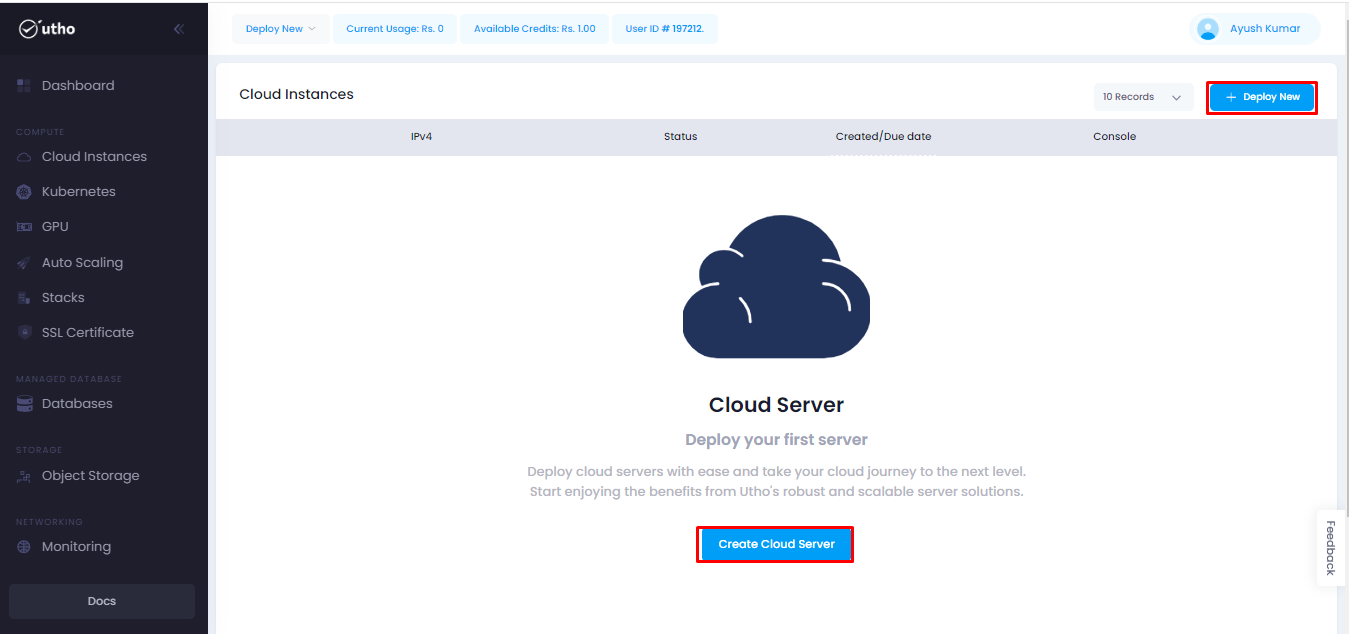 utho
Deploy New
Current Usage: Rs. 0
Available Credits: Rs. 1.00
User ID # 197212.
Ayush Kumar
Dashboard
COMPUTE
Cloud Instances
Kubernetes
GPU
Auto Scaling
Stacks
SSL Certificate
MANAGED DATABASE
Databases
STORAGE
Object Storage
NETWORKING
Monitoring
Docs
Cloud Instances
10 Records
+ Deploy New
IPv4
Status
Created/Due date
Console
Cloud Server
Deploy your first server
Deploy cloud servers with ease and take your cloud journey to the next level.
Start enjoying the benefits from Utho's robust and scalable server solutions.
Create Cloud Server
Feedback